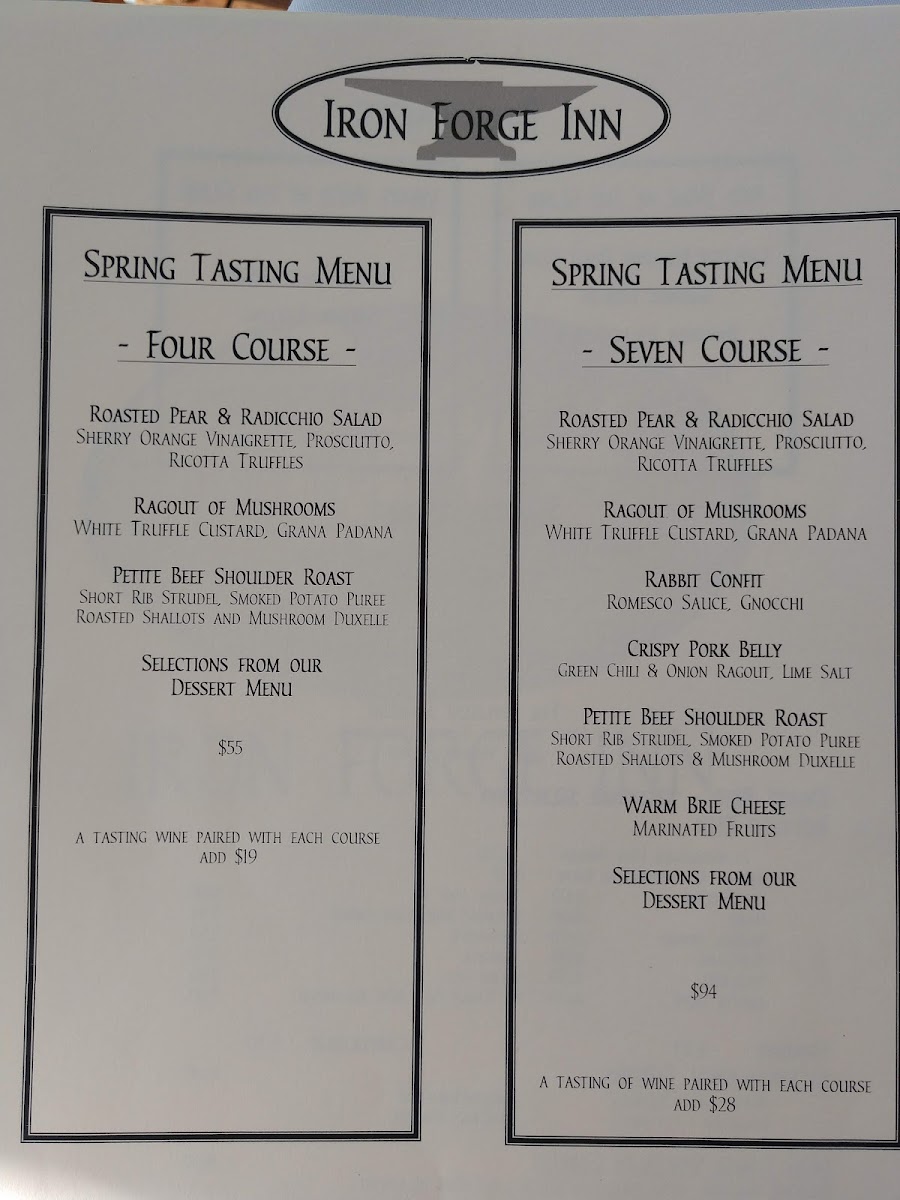 IRON FORGE INN
SPRING TASTING MENU
- FOUR COURSE -
ROASTED PEAR & RADICCHIO SALAD
SHERRY ORANGE VINAIGRETTE, PROSCIUTTO,
RICOTTA TRUFFLES
RAGOUT OF MUSHROOMS
WHITE TRUFFLE CUSTARD, GRANA PADANA
PETITE BEEF SHOULDER ROAST
SHORT RIB STRUDEL, SMOKED POTATO PUREE
ROASTED SHALLOTS AND MUSHROOM DUXELLE
SELECTIONS FROM OUR
DESSERT MENU
$55
A TASTING WINE PAIRED WITH EACH COURSE
ADD $19
SPRING TASTING MENU
- SEVEN COURSE -
ROASTED PEAR & RADICCHIO SALAD
SHERRY ORANGE VINAIGRETTE, PROSCIUTTO,
RICOTTA TRUFFLES
RAGOUT OF MUSHROOMS
WHITE TRUFFLE CUSTARD, GRANA PADANA
RABBIT CONFIT
ROMESCO SAUCE, GNOCCHI
CRISPY PORK BELLY
GREEN CHILI & ONION RAGOUT, LIME SALT
PETITE BEEF SHOULDER ROAST
SHORT RIB STRUDEL, SMOKED POTATO PUREE
ROASTED SHALLOTS & MUSHROOM DUXELLE
WARM BRIE CHEESE
MARINATED FRUITS
SELECTIONS FROM OUR
DESSERT MENU
$94
A TASTING OF WINE PAIRED WITH EACH COURSE
ADD $28